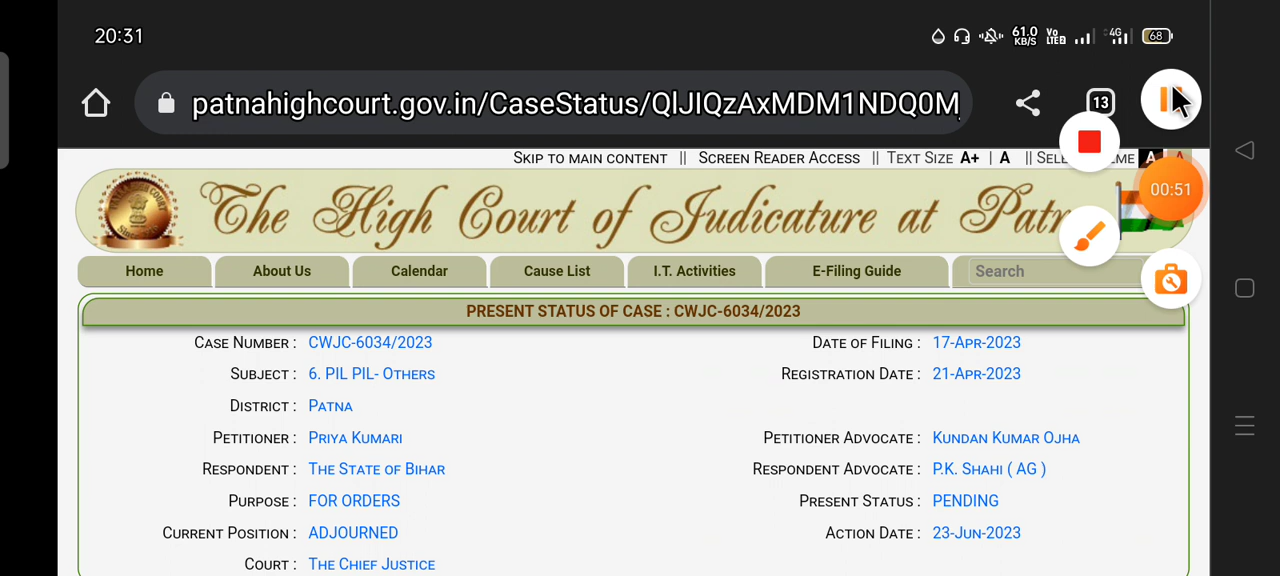 20:31
61.0 KB/S Vo LTE2 4G 68
patnahighcourt.gov.in/CaseStatus/QlJIQzAxMDM1NDQ0M
13
SKIP TO MAIN CONTENT || SCREEN READER ACCESS || TEXT SIZE A+ | A || A A
The High Court of Judicature at
00:51
Home About Us Calendar Cause List I.T. Activities E-Filing Guide Search
PRESENT STATUS OF CASE : CWJC-6034/2023
CASE NUMBER : CWJC-6034/2023 DATE OF FILING : 17-APR-2023
SUBJECT : 6. PIL PIL- OTHERS REGISTRATION DATE : 21-APR-2023
DISTRICT : PATNA
PETITIONER : PRIYA KUMARI PETITIONER ADVOCATE : KUNDAN KUMAR OJHA
RESPONDENT : THE STATE OF BIHAR RESPONDENT ADVOCATE : P.K. SHAHI ( AG )
PURPOSE : FOR ORDERS PRESENT STATUS : PENDING
CURRENT POSITION : ADJOURNED ACTION DATE : 23-JUN-2023
COURT : THE CHIEF JUSTICE